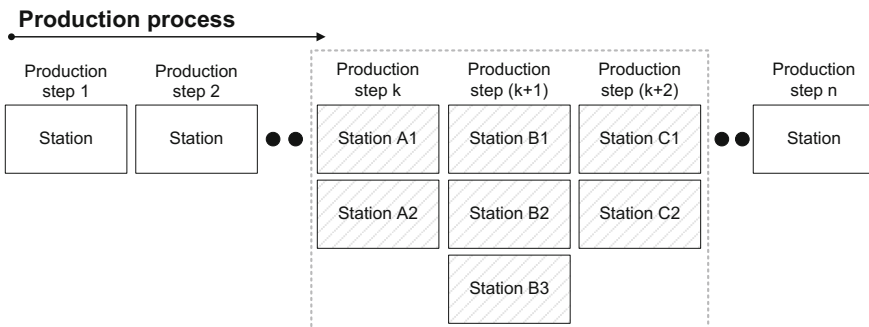 Production process
Production
step 1
Production
step 2
Production
step k
Production
step (k+1)
Production
step (k+2)
Production
step n
Station
Station
Station A1
Station B1
Station C1
Station
Station A2
Station B2
Station C2
Station B3